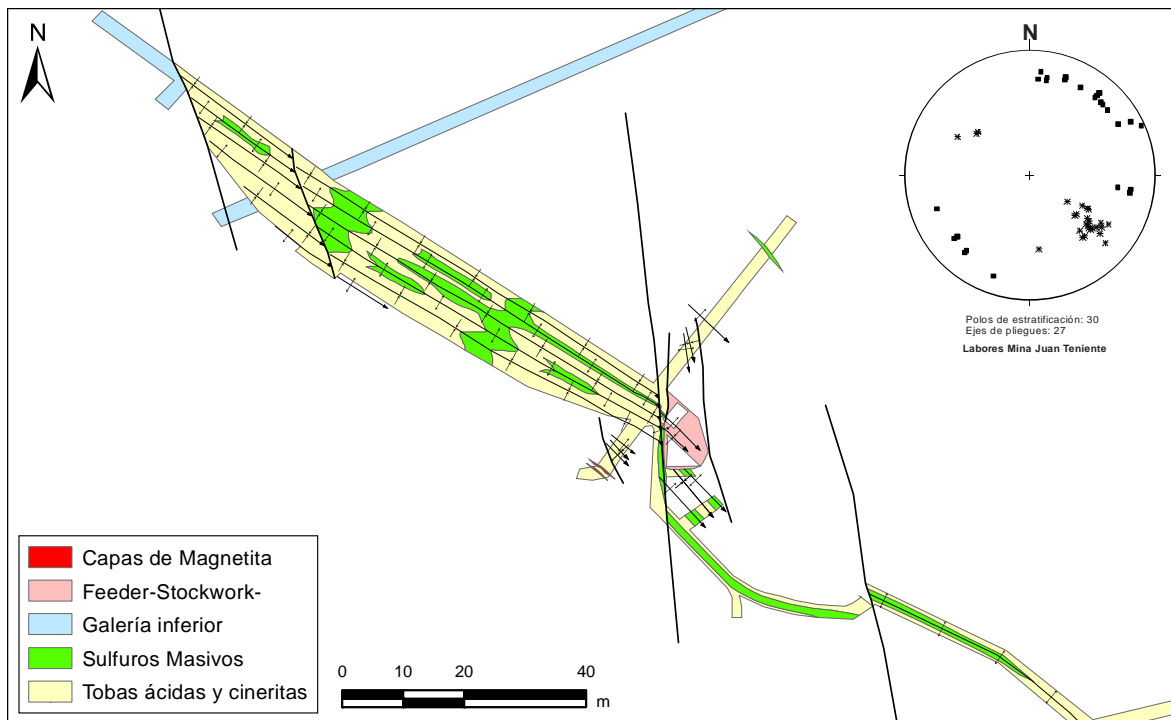 N
N
Polos de estratificación: 30
Ejes de pliegues: 27
Labores Mina Juan Teniente
Capas de Magnetita
Feeder-Stockwork-
Galería inferior
Sulfuros Masivos
Tobas ácidas y cineritas
0 10 20 40
m